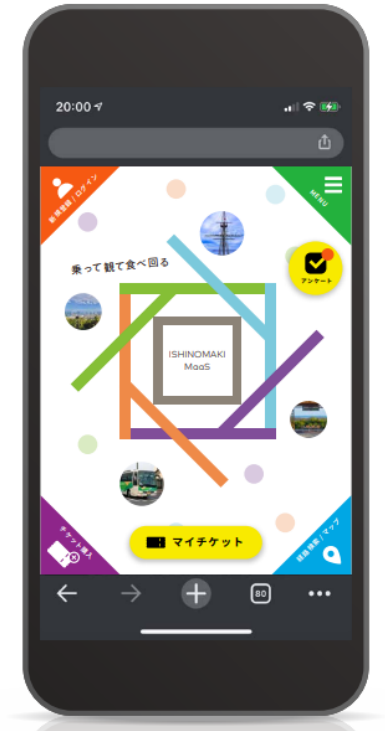 20:00
新規登録 / ログイン
MENU
乗って観て食べ回る
アンケート
ISHINOMAKI
MaaS
チケット購入
経路検索 / マップ
マイチケット
80